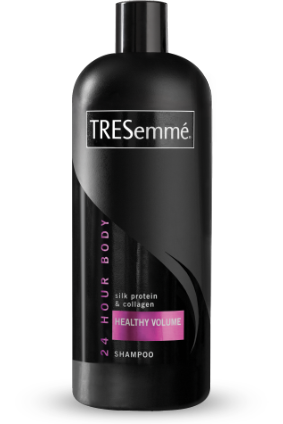 TRESemmé
24 HOUR BODY
silk protein
& collagen
HEALTHY VOLUME
SHAMPOO